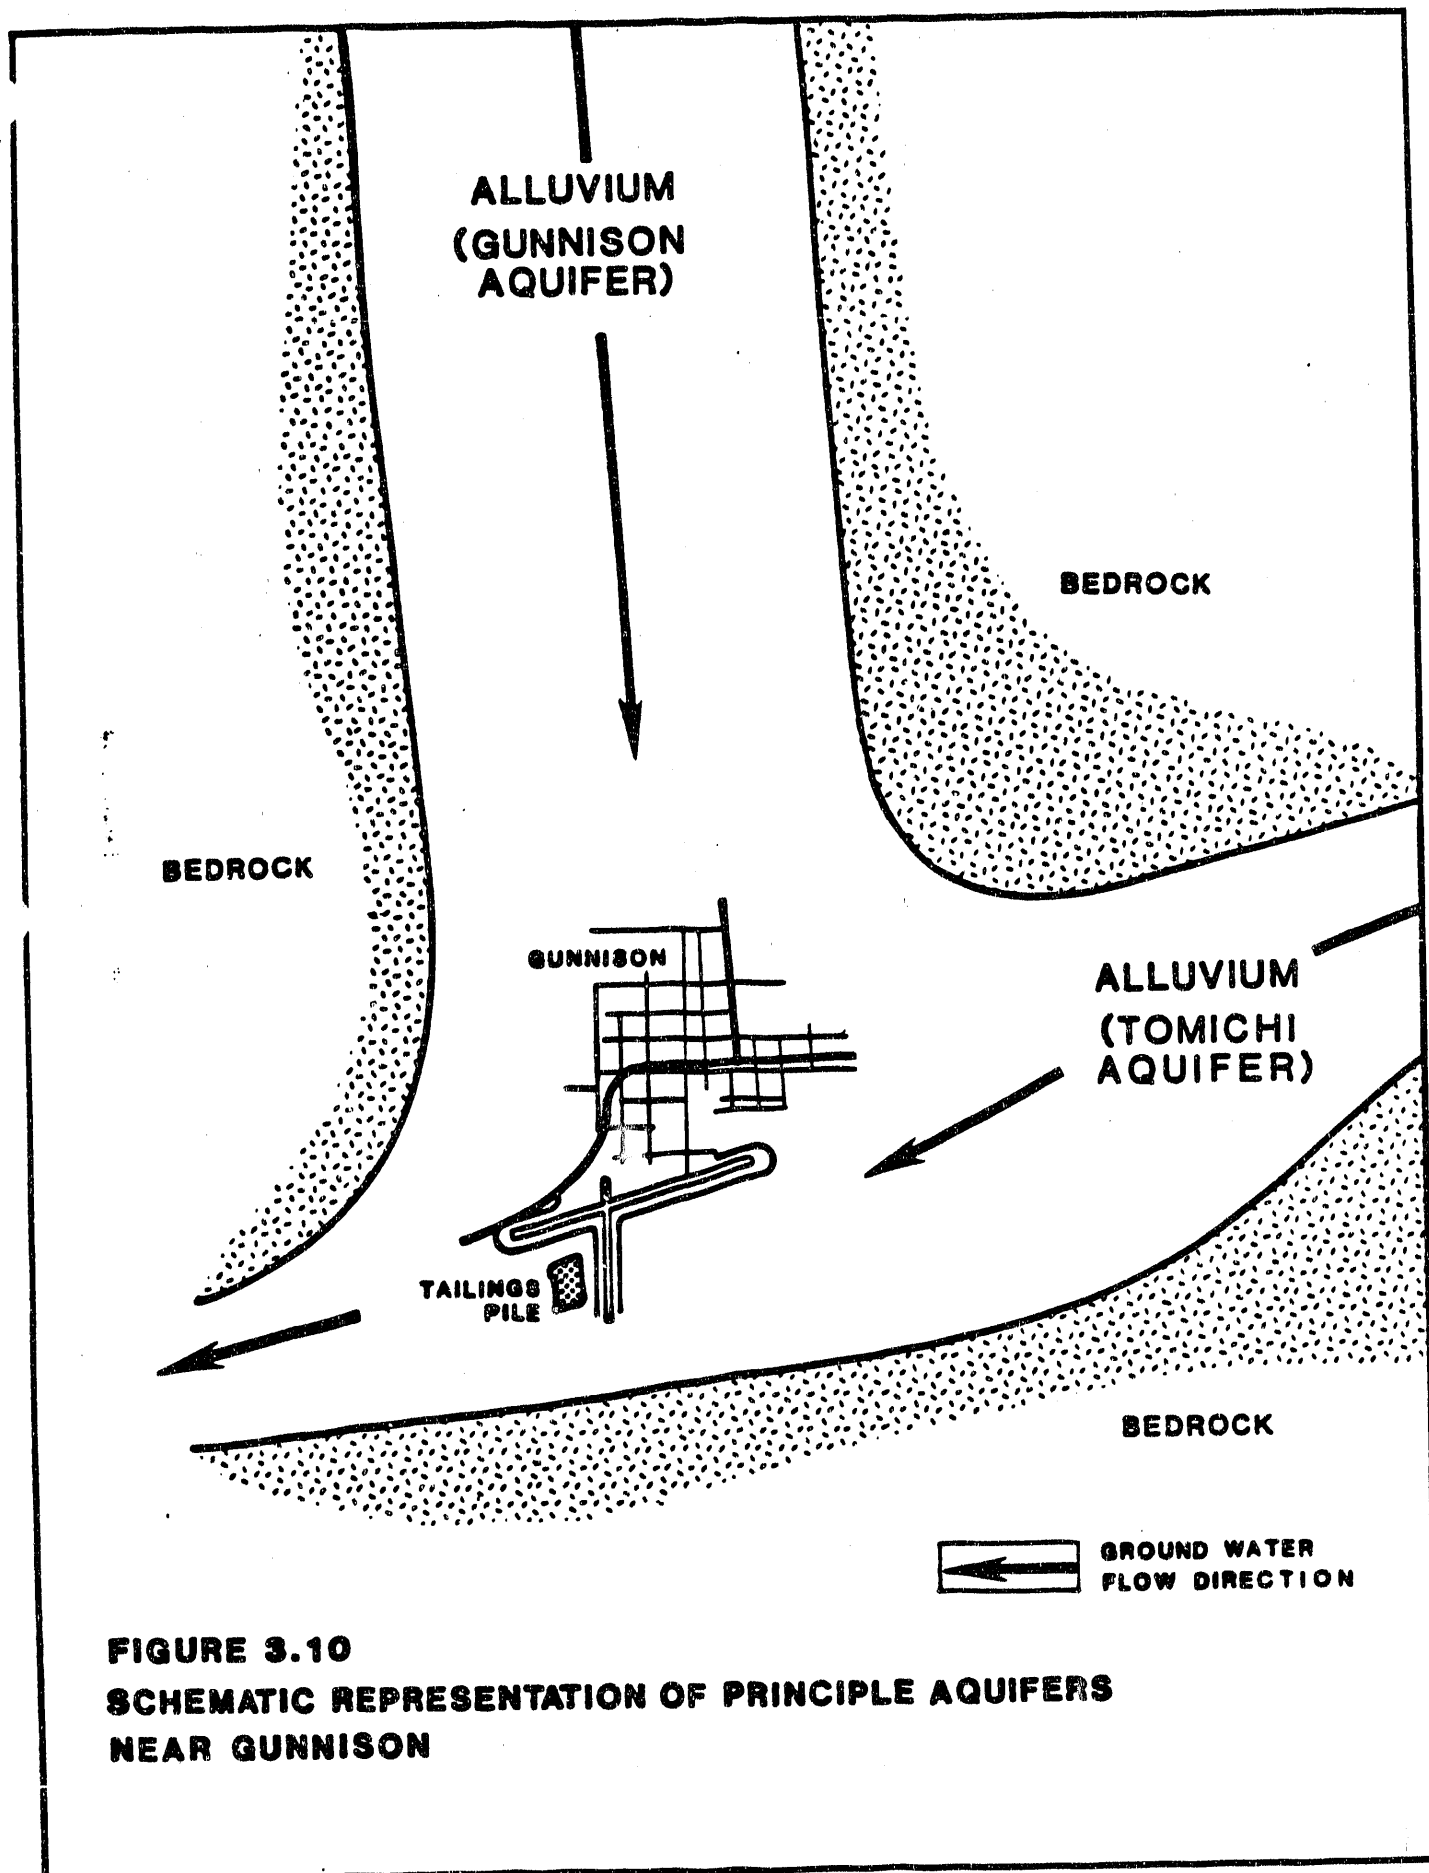 ALLUVIUM
(GUNNISON
AQUIFER)
BEDROCK
BEDROCK
GUNNISON
ALLUVIUM
(TOMICHI
AQUIFER)
TAILINGS
PILE
BEDROCK
GROUND WATER
FLOW DIRECTION
FIGURE 3.10
SCHEMATIC REPRESENTATION OF PRINCIPLE AQUIFERS
NEAR GUNNISON